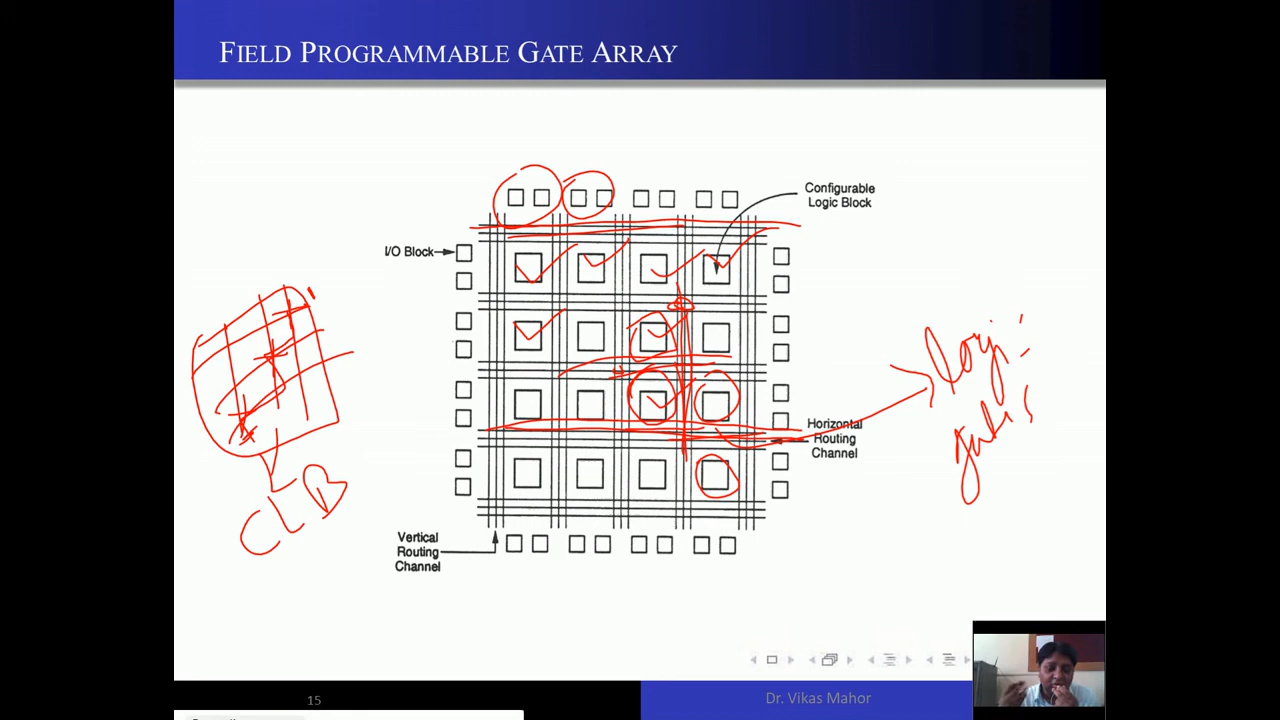 FIELD PROGRAMMABLE GATE ARRAY
Configurable
Logic Block
I/O Block
Horizontal
Routing
Channel
Vertical
Routing
Channel
CLB
15
Dr. Vikas Mahor